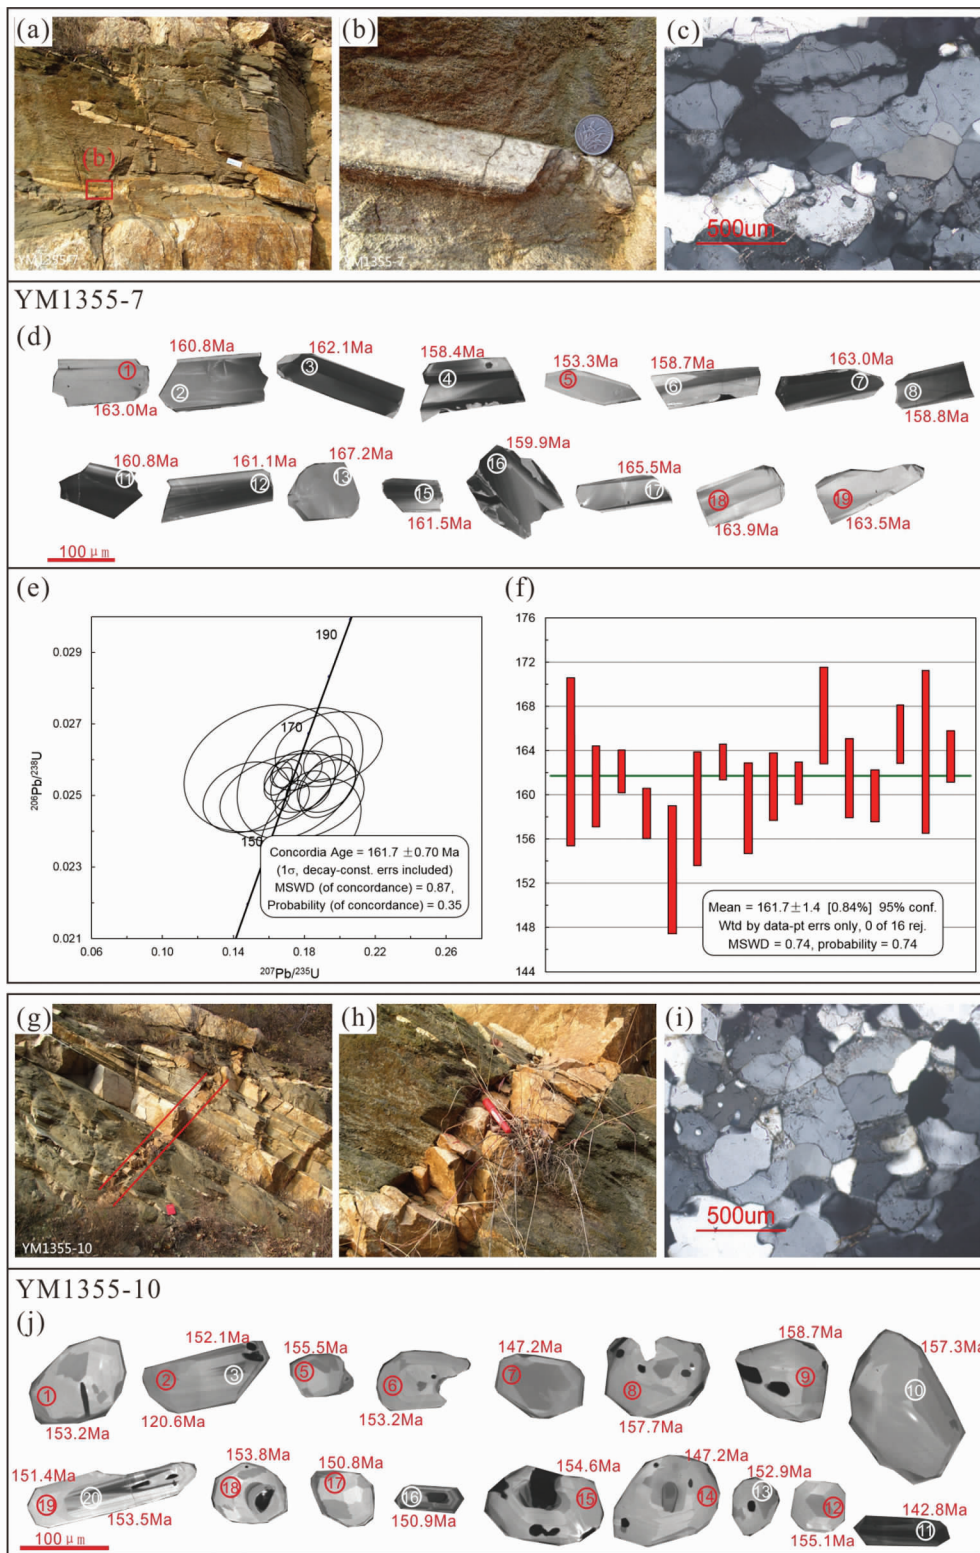 (a)
(b)
YM1355-7
(b)
YM1355-7
(c)
500um
YM1355-7
(d)
160.8Ma
162.1Ma
158.4Ma
153.3Ma
158.7Ma
163.0Ma
① ② ③ ④ ⑤ ⑥ ⑦ ⑧
163.0Ma
158.8Ma
160.8Ma
161.1Ma
167.2Ma
159.9Ma
165.5Ma
⑪ ⑫ ⑬ ⑮ ⑯ ⑰ ⑱ ⑲
161.5Ma
163.9Ma
163.5Ma
100 μm
(e)
0.029
0.027
0.025
0.023
0.021
206Pb/238U
190
170
150
Concordia Age = 161.7 ±0.70 Ma
(1σ, decay-const. errs included)
MSWD (of concordance) = 0.87,
Probability (of concordance) = 0.35
0.06 0.10 0.14 0.18 0.22 0.26
207Pb/235U
(f)
176
172
168
164
160
156
152
148
144
Mean = 161.7±1.4 [0.84%] 95% conf.
Wtd by data-pt errs only, 0 of 16 rej.
MSWD = 0.74, probability = 0.74
(g)
YM1355-10
(h)
(i)
500um
YM1355-10
(j)
152.1Ma
155.5Ma
147.2Ma
158.7Ma
157.3Ma
① ② ③ ⑤ ⑥ ⑦ ⑧ ⑨ ⑩
153.2Ma
120.6Ma
153.2Ma
157.7Ma
151.4Ma
153.8Ma
150.8Ma
154.6Ma
147.2Ma
152.9Ma
142.8Ma
⑲ ⑳ ⑱ ⑰ ⑯ ⑮ ⑭ ⑬ ⑫ ⑪
153.5Ma
150.9Ma
155.1Ma
100 μm